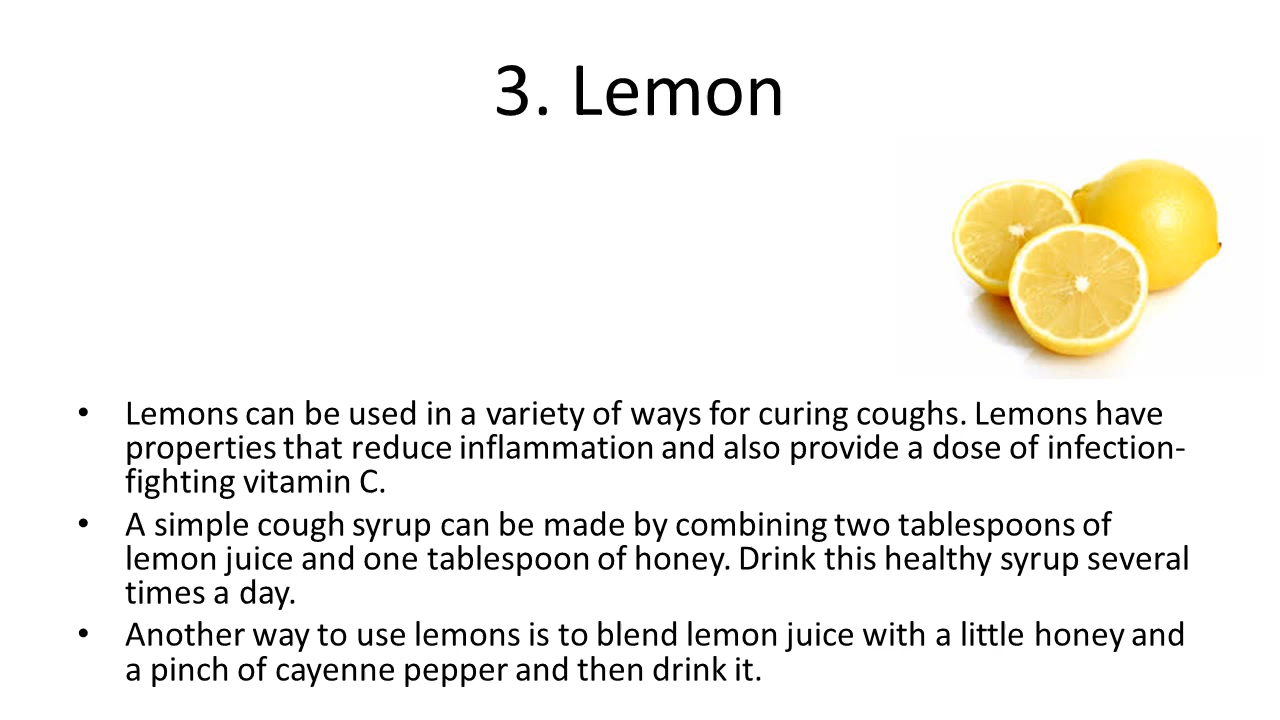 3. Lemon
• Lemons can be used in a variety of ways for curing coughs. Lemons have
properties that reduce inflammation and also provide a dose of infection-
fighting vitamin C.
• A simple cough syrup can be made by combining two tablespoons of
lemon juice and one tablespoon of honey. Drink this healthy syrup several
times a day.
• Another way to use lemons is to blend lemon juice with a little honey and
a pinch of cayenne pepper and then drink it.